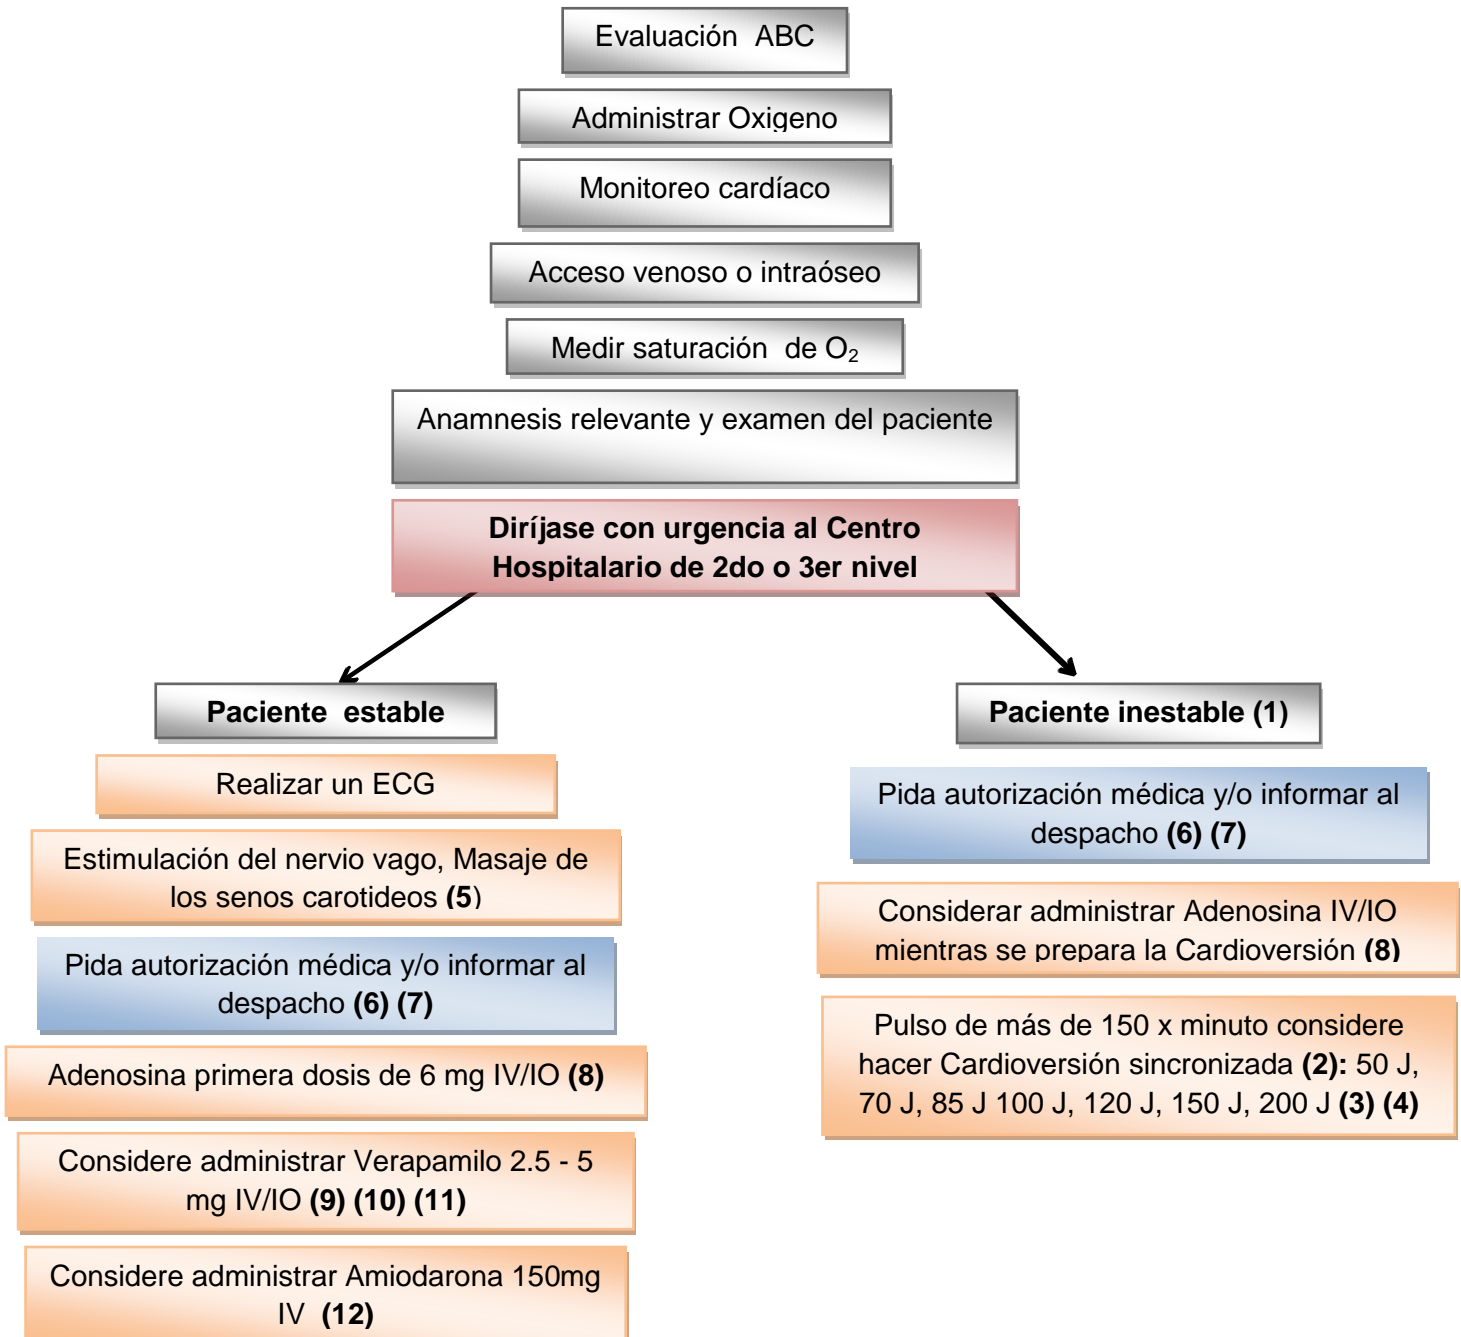 Evaluación ABC
Administrar Oxigeno
Monitoreo cardíaco
Acceso venoso o intraóseo
Medir saturación de O₂
Anamnesis relevante y examen del paciente
Diríjase con urgencia al Centro
Hospitalario de 2do o 3er nivel
Paciente estable
Realizar un ECG
Estimulación del nervio vago, Masaje de
los senos carotideos (5)
Pida autorización médica y/o informar al
despacho (6) (7)
Adenosina primera dosis de 6 mg IV/IO (8)
Considere administrar Verapamilo 2.5 - 5
mg IV/IO (9) (10) (11)
Considere administrar Amiodarona 150mg
IV (12)
Paciente inestable (1)
Pida autorización médica y/o informar al
despacho (6) (7)
Considerar administrar Adenosina IV/IO
mientras se prepara la Cardioversión (8)
Pulso de más de 150 x minuto considere
hacer Cardioversión sincronizada (2): 50 J,
70 J, 85 J 100 J, 120 J, 150 J, 200 J (3) (4)